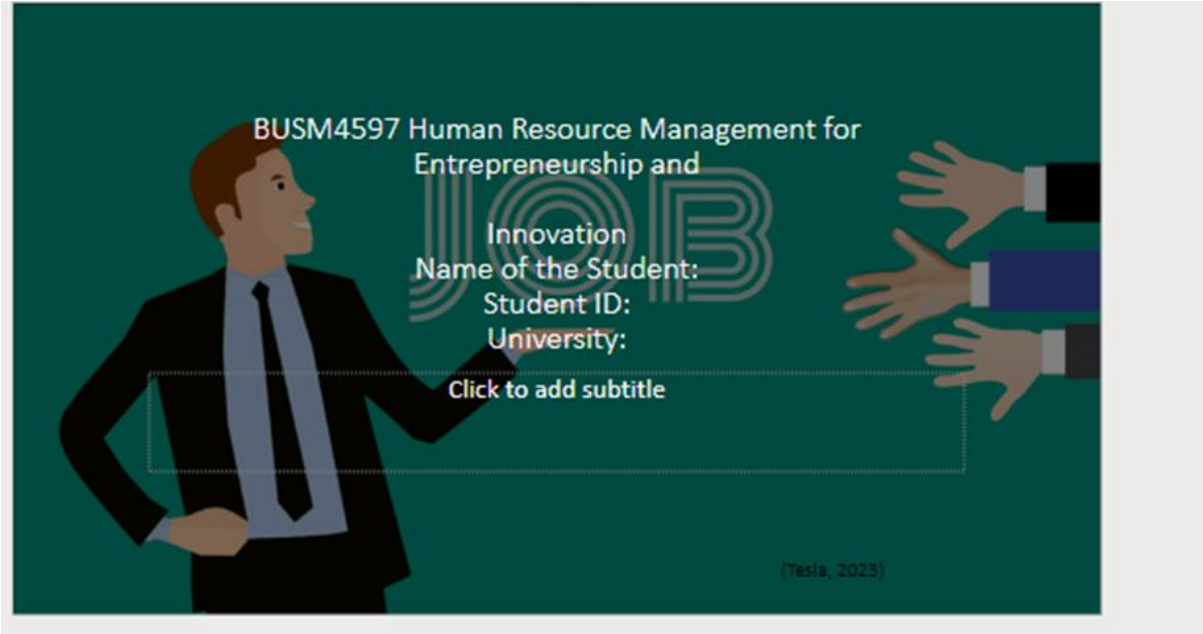 BUSM4597 Human Resource Management for
Entrepreneurship and
JOB
Innovation
Name of the Student:
Student ID:
University:
Click to add subtitle
(Tesla, 2023)